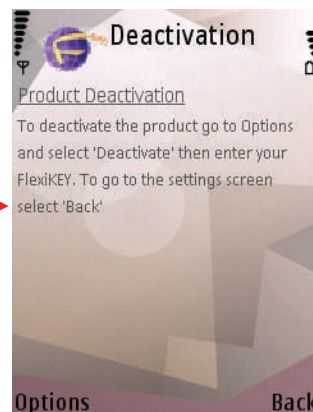 Deactivation
Product Deactivation
To deactivate the product go to Options
and select 'Deactivate' then enter your
FlexiKEY. To go to the settings screen
select 'Back'
Options Back